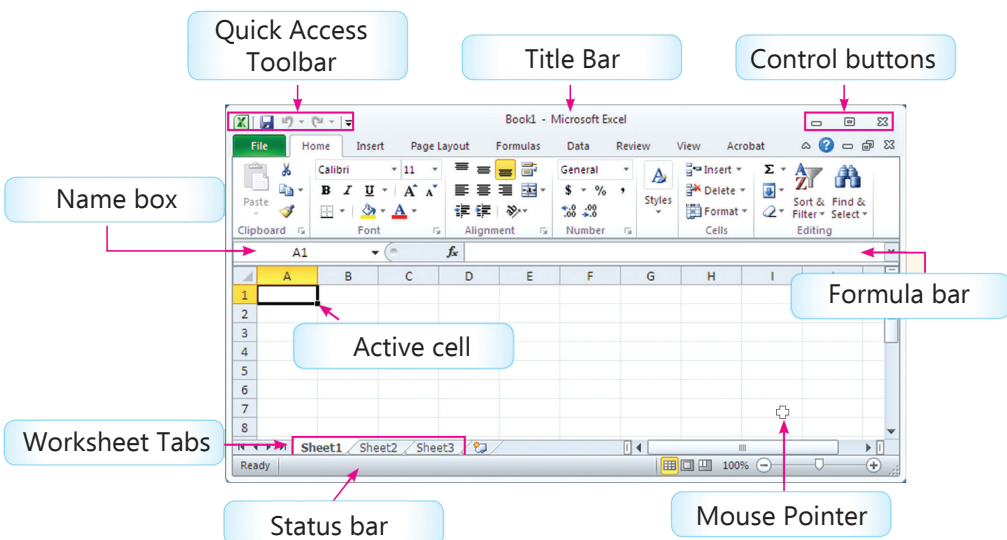 Quick Access
Toolbar
Title Bar
Control buttons
Book1 - Microsoft Excel
File Home Insert Page Layout Formulas Data Review View Acrobat
Calibri 11 General Insert Σ
Paste B I U A A $ % , Styles Delete Sort & Find &
A .00 .00 Format Filter Select
Clipboard Font Alignment Number Cells Editing
Name box
A1 fx
Formula bar
A B C D E F G H I
1
2
3
Active cell
4
5
6
7
8
Worksheet Tabs
Sheet1 Sheet2 Sheet3
Ready 100%
Status bar
Mouse Pointer